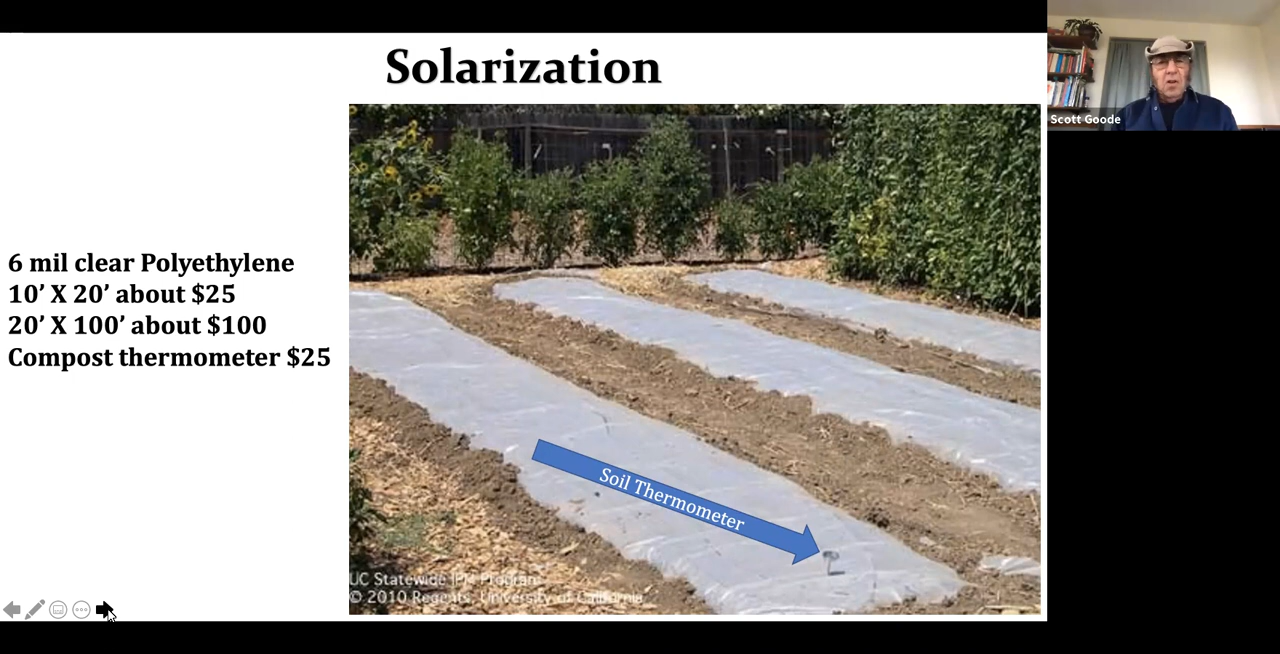 Solarization
Scott Goode
6 mil clear Polyethylene
10’ X 20’ about $25
20’ X 100’ about $100
Compost thermometer $25
Soil Thermometer
UC Statewide IPM Program
© 2010 Regents, University of California